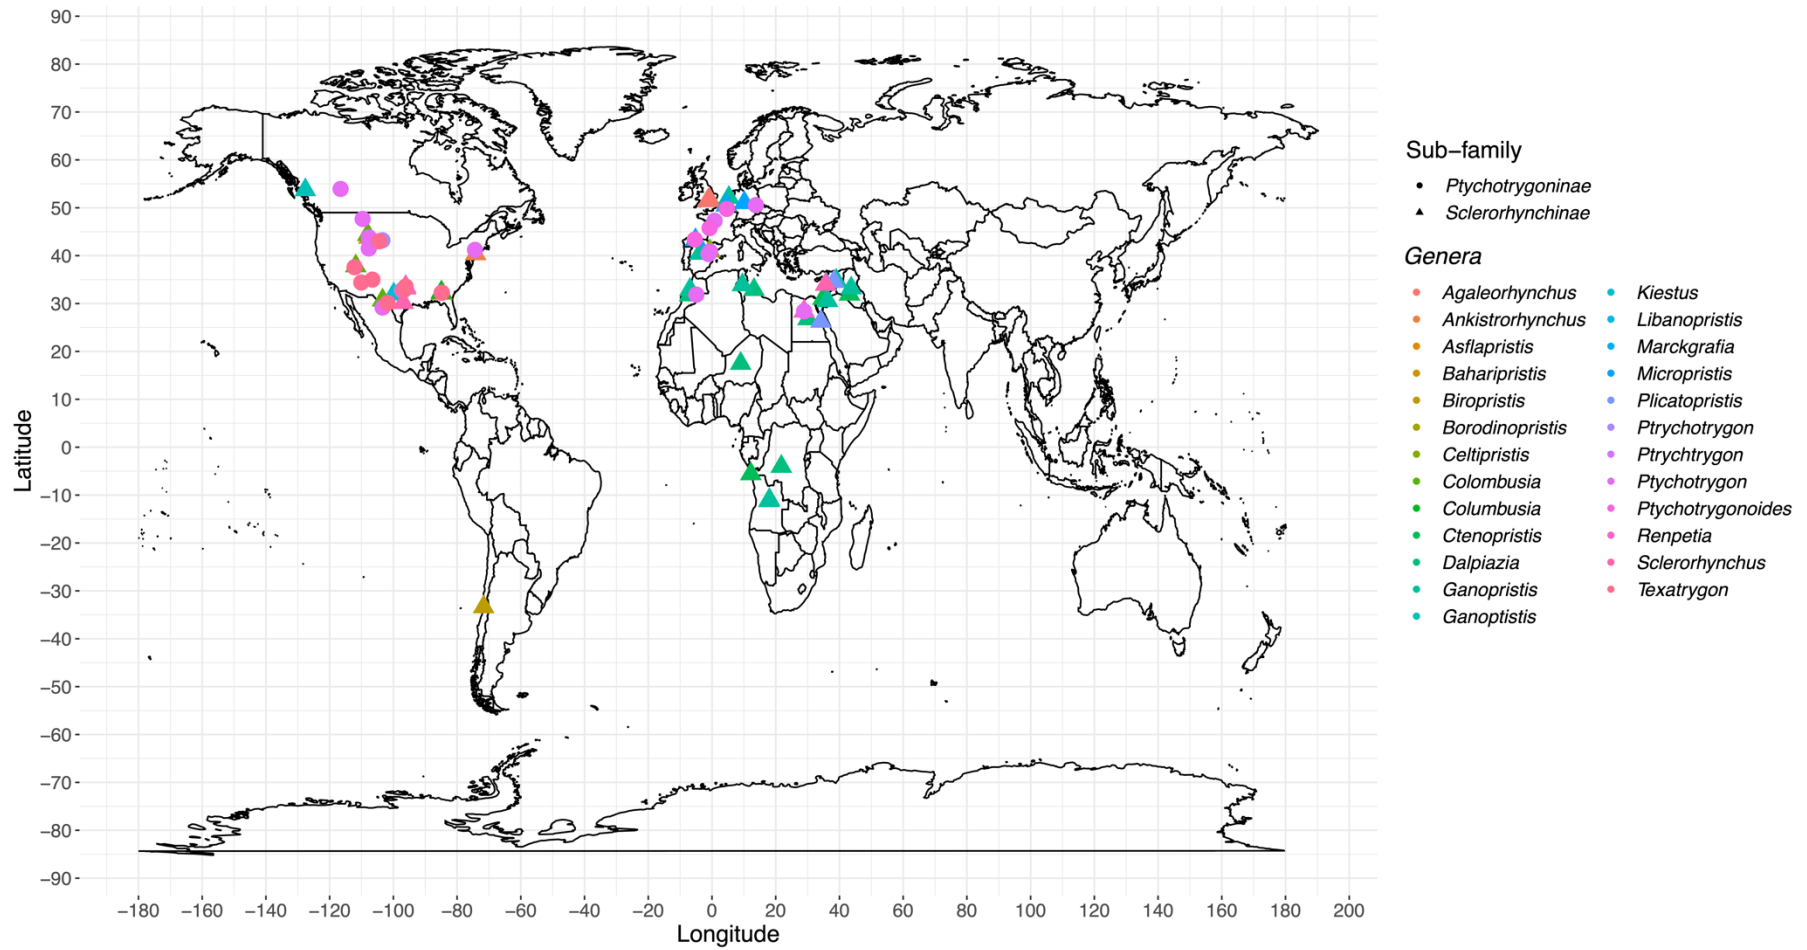 90
80
70
60
50
40
30
20
10
0
−10
−20
−30
−40
−50
−60
−70
−80
−90
Latitude
−180 −160 −140 −120 −100 −80 −60 −40 −20 0 20 40 60 80 100 120 140 160 180 200
Longitude
Sub−family
Ptychotrygoninae
Sclerorhynchinae
Genera
Agaleorhynchus
Ankistrorhynchus
Asflapristis
Baharipristis
Biropristis
Borodinopristis
Celtipristis
Colombusia
Columbusia
Ctenopristis
Dalpiazia
Ganopristis
Ganoptistis
Kiestus
Libanopristis
Marckgrafia
Micropristis
Plicatopristis
Ptrychotrygon
Ptrychtrygon
Ptychotrygon
Ptychotrygonoides
Renpetia
Sclerorhynchus
Texatrygon